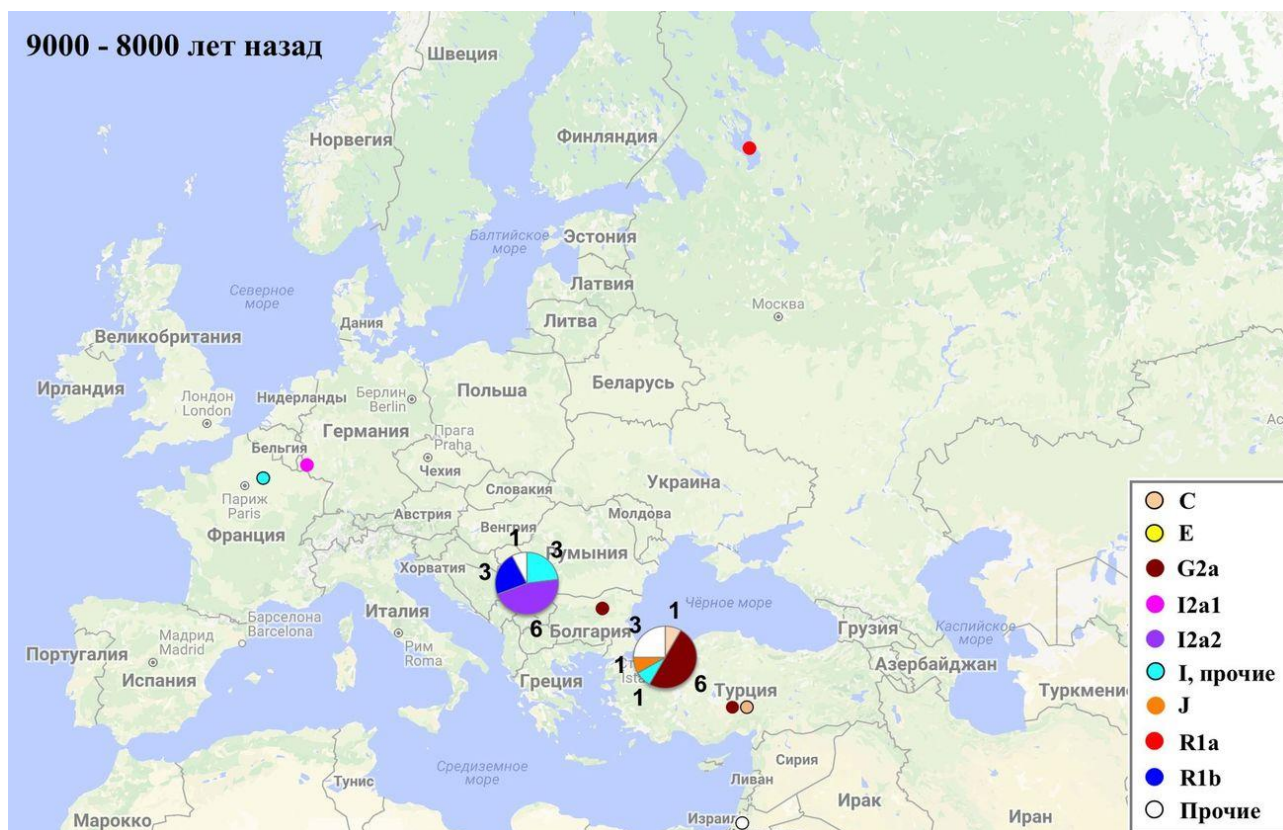 9000 - 8000 лет назад
Швеция
Норвегия
Финляндия
Балтийское
море
Эстония
Латвия
Северное
море
Москва
Дания
Литва
Великобритания
Ирландия
Беларусь
Польша
Нидерланды
Берлин
Berlin
Лондон
London
Германия
Бельгия
Прага
Praha
Чехия
Украина
Париж
Paris
Словакия
Молдова
Австрия
Франция
Венгрия
1
3
Румыния
Хорватия
3
6
Италия
Барселона
Barcelona
Болгария
Чёрное море
Грузия
Каспийское
море
3
1
Мадрид
Madrid
Рим
Roma
Португалия
Испания
Азербайджан
1
6
Греция
Турция
Туркмени
1
Средиземное
море
Сирия
Тунис
Ливан
Ирак
Иран
Израиль
Марокко
C
E
G2a
I2a1
I2a2
I, прочие
J
R1a
R1b
Прочие